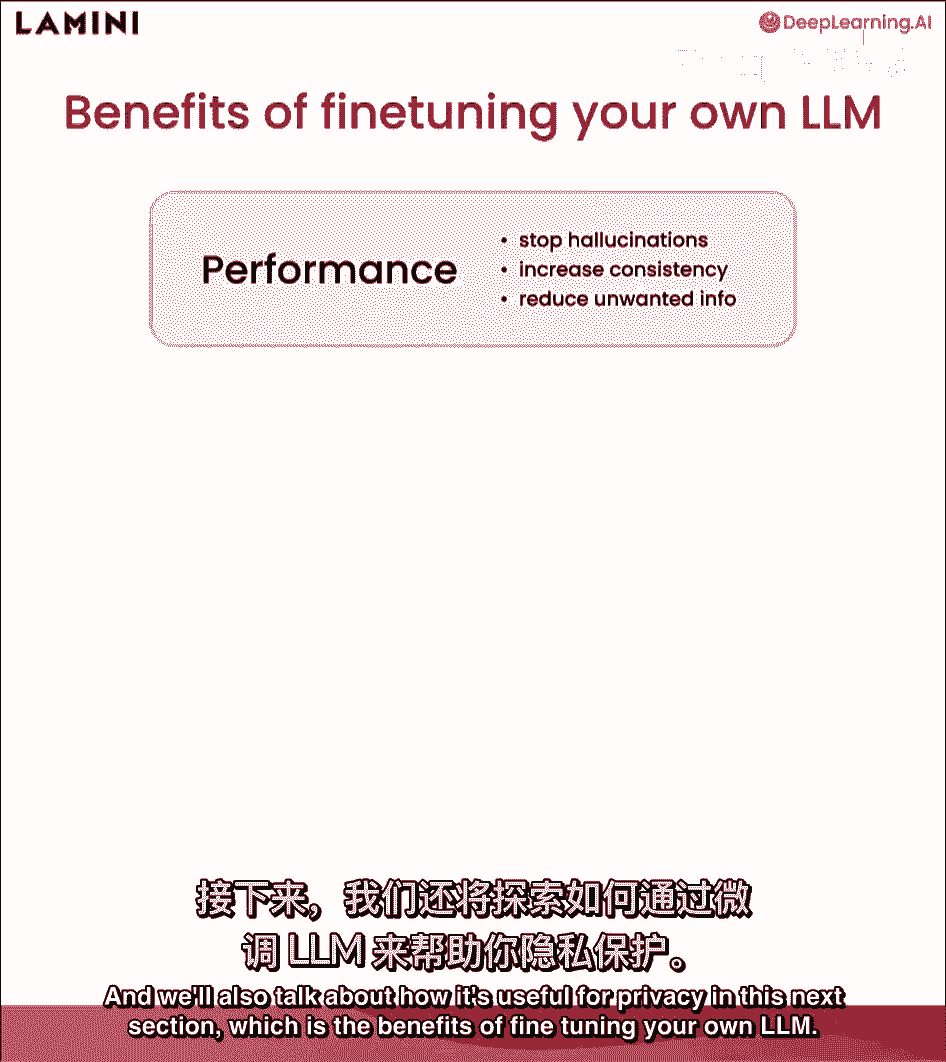 LAMINI
DeepLearning.AI
Benefits of finetuning your own LLM
Performance
• stop hallucinations
• increase consistency
• reduce unwanted info
接下来，我们还将探索如何通过微
调 LLM 来帮助你隐私保护。
And we'll also talk about how it's useful for privacy in this next
section, which is the benefits of fine tuning your own LLM.